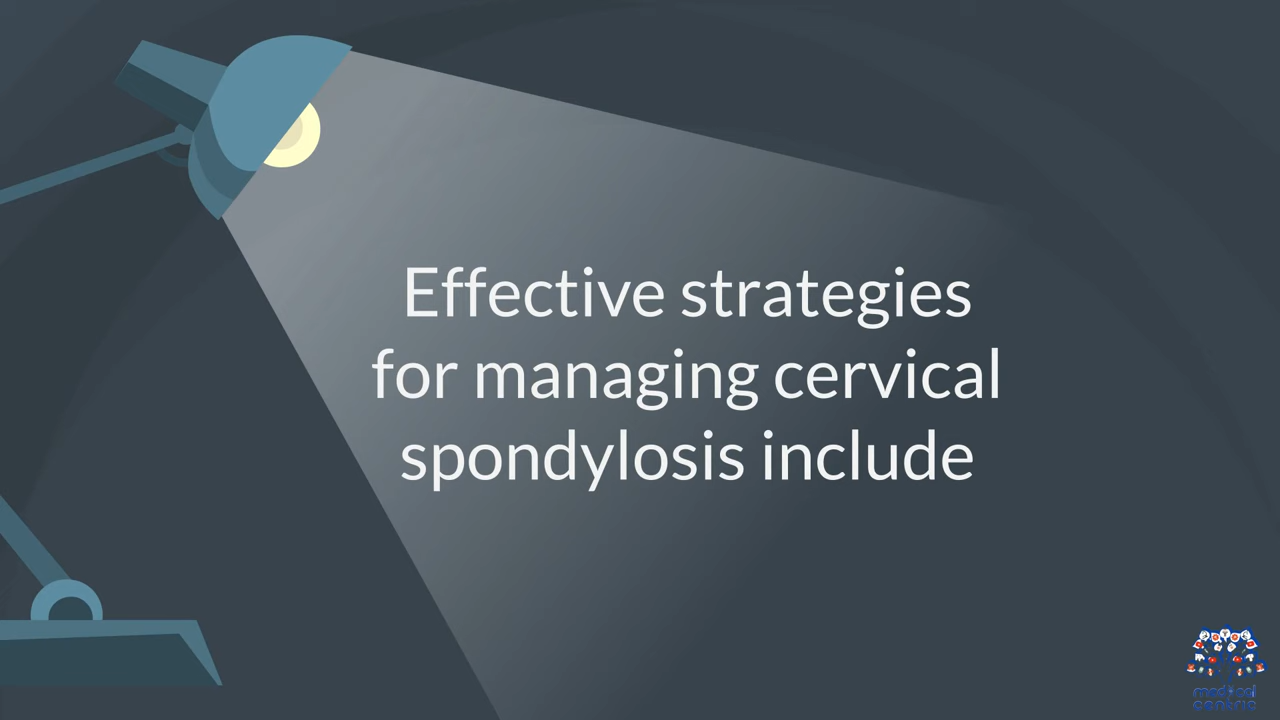 Effective strategies
for managing cervical
spondylosis include
medical
centric